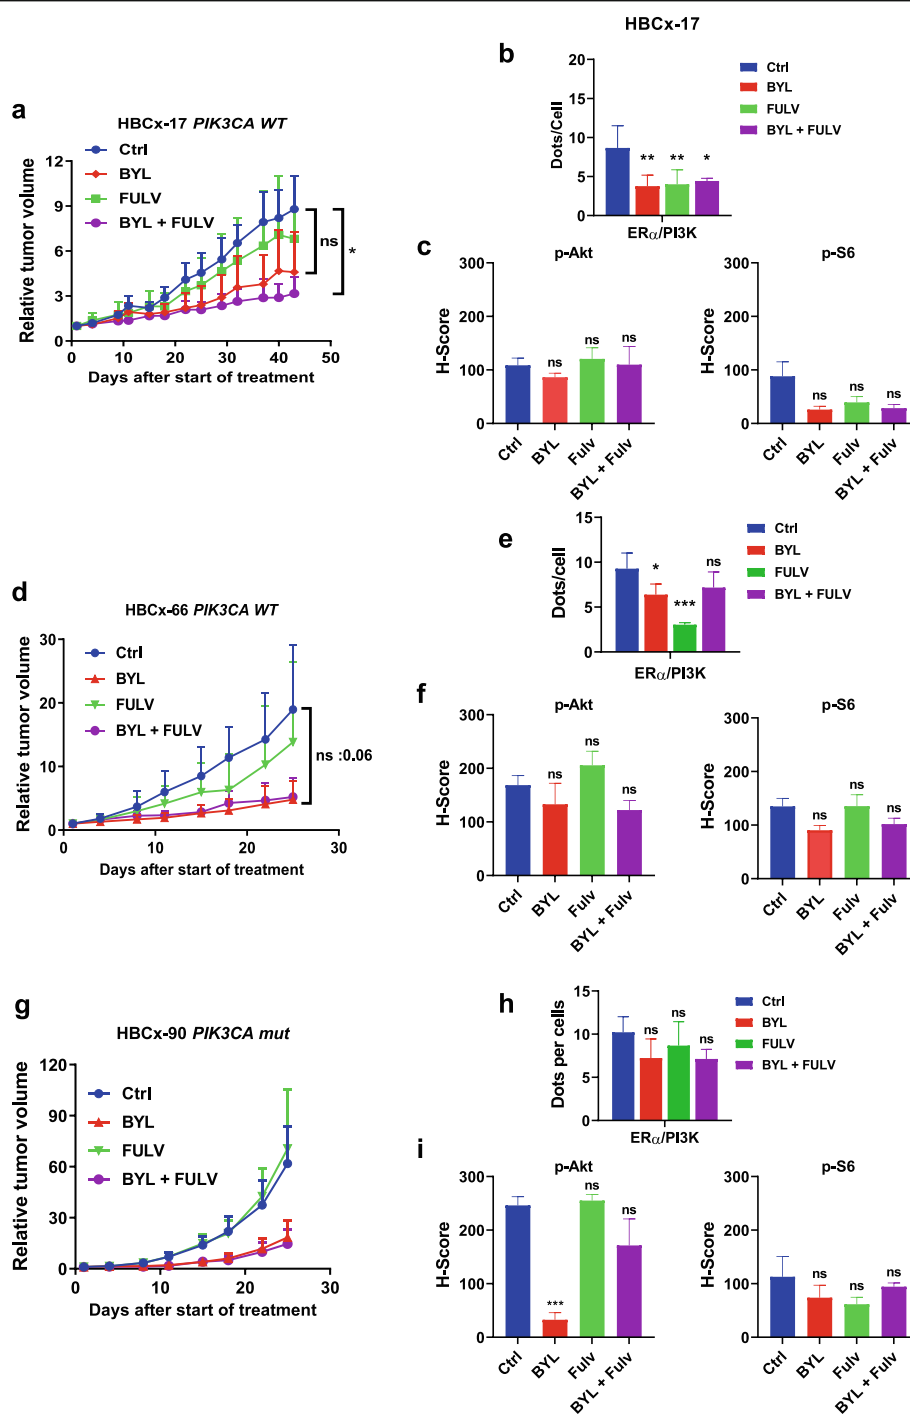 HBCx-17
a
HBCx-17 PIK3CA WT
Ctrl
BYL
FULV
BYL + FULV
Relative tumor volume
12
9
6
3
0
0 10 20 30 40 50
Days after start of treatment
ns
*
b
Dots/Cell
20
15
10
5
0
** ** *
ERα/PI3K
Ctrl
BYL
FULV
BYL + FULV
c
p-Akt
H-Score
300
200
100
0
ns ns ns
Ctrl BYL Fulv BYL + Fulv
p-S6
H-Score
300
200
100
0
ns ns ns
Ctrl BYL Fulv BYL + Fulv
d
HBCx-66 PIK3CA WT
Ctrl
BYL
FULV
BYL + FULV
Relative tumor volume
30
20
10
0
0 10 20 30
Days after start of treatment
ns :0.06
e
Dots/cell
15
10
5
0
* *** ns
ERα/PI3K
Ctrl
BYL
FULV
BYL + FULV
f
p-Akt
H-Score
300
200
100
0
ns ns ns
Ctrl BYL Fulv BYL + Fulv
p-S6
H-Score
300
200
100
0
ns ns ns
Ctrl BYL Fulv BYL + Fulv
g
HBCx-90 PIK3CA mut
Ctrl
BYL
FULV
BYL + FULV
Relative tumor volume
120
90
60
30
0
0 10 20 30
Days after start of treatment
h
Dots per cells
15
10
5
0
ns ns ns
ERα/PI3K
Ctrl
BYL
FULV
BYL + FULV
i
p-Akt
H-Score
300
200
100
0
*** ns ns
Ctrl BYL Fulv BYL + Fulv
p-S6
H-Score
300
200
100
0
ns ns ns
Ctrl BYL Fulv BYL + Fulv